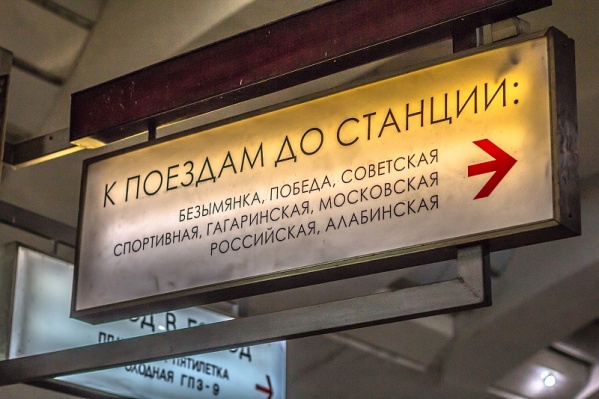 К ПОЕЗДАМ ДО СТАНЦИИ:
БЕЗЫМЯНКА, ПОБЕДА, СОВЕТСКАЯ
СПОРТИВНАЯ, ГАГАРИНСКАЯ, МОСКОВСКАЯ
РОССИЙСКАЯ, АЛАБИНСКАЯ
В
ПЯТИЛЕТКА
ГПЗ-9